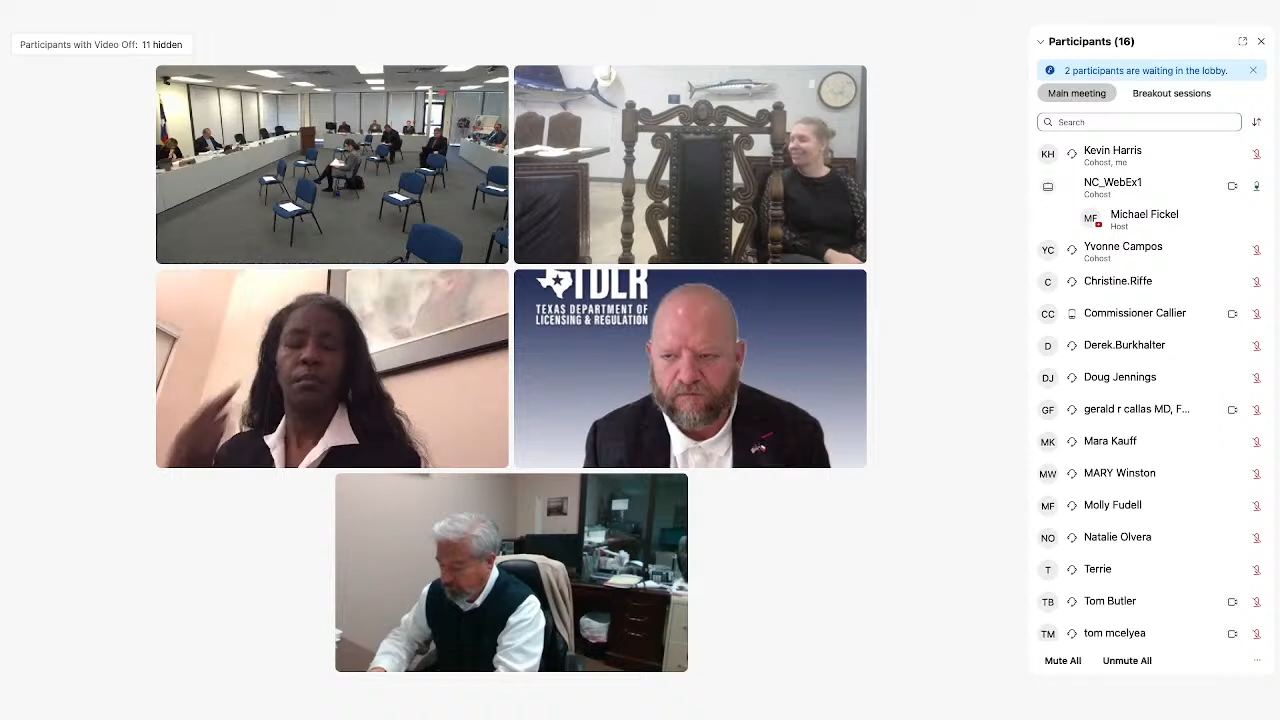 Participants with Video Off: 11 hidden
TDLR
TEXAS DEPARTMENT OF
LICENSING & REGULATION
Participants (16)
2 participants are waiting in the lobby.
Main meeting
Breakout sessions
Search
KH
Kevin Harris
Cohost, me
NC_WebEx1
Cohost
MF
Michael Fickel
Host
YC
Yvonne Campos
Cohost
C
Christine.Riffe
CC
Commissioner Callier
D
Derek.Burkhalter
DJ
Doug Jennings
GF
gerald r callas MD, F...
MK
Mara Kauff
MW
MARY Winston
MF
Molly Fudell
NO
Natalie Olvera
T
Terrie
TB
Tom Butler
TM
tom mcelyea
Mute All
Unmute All
...